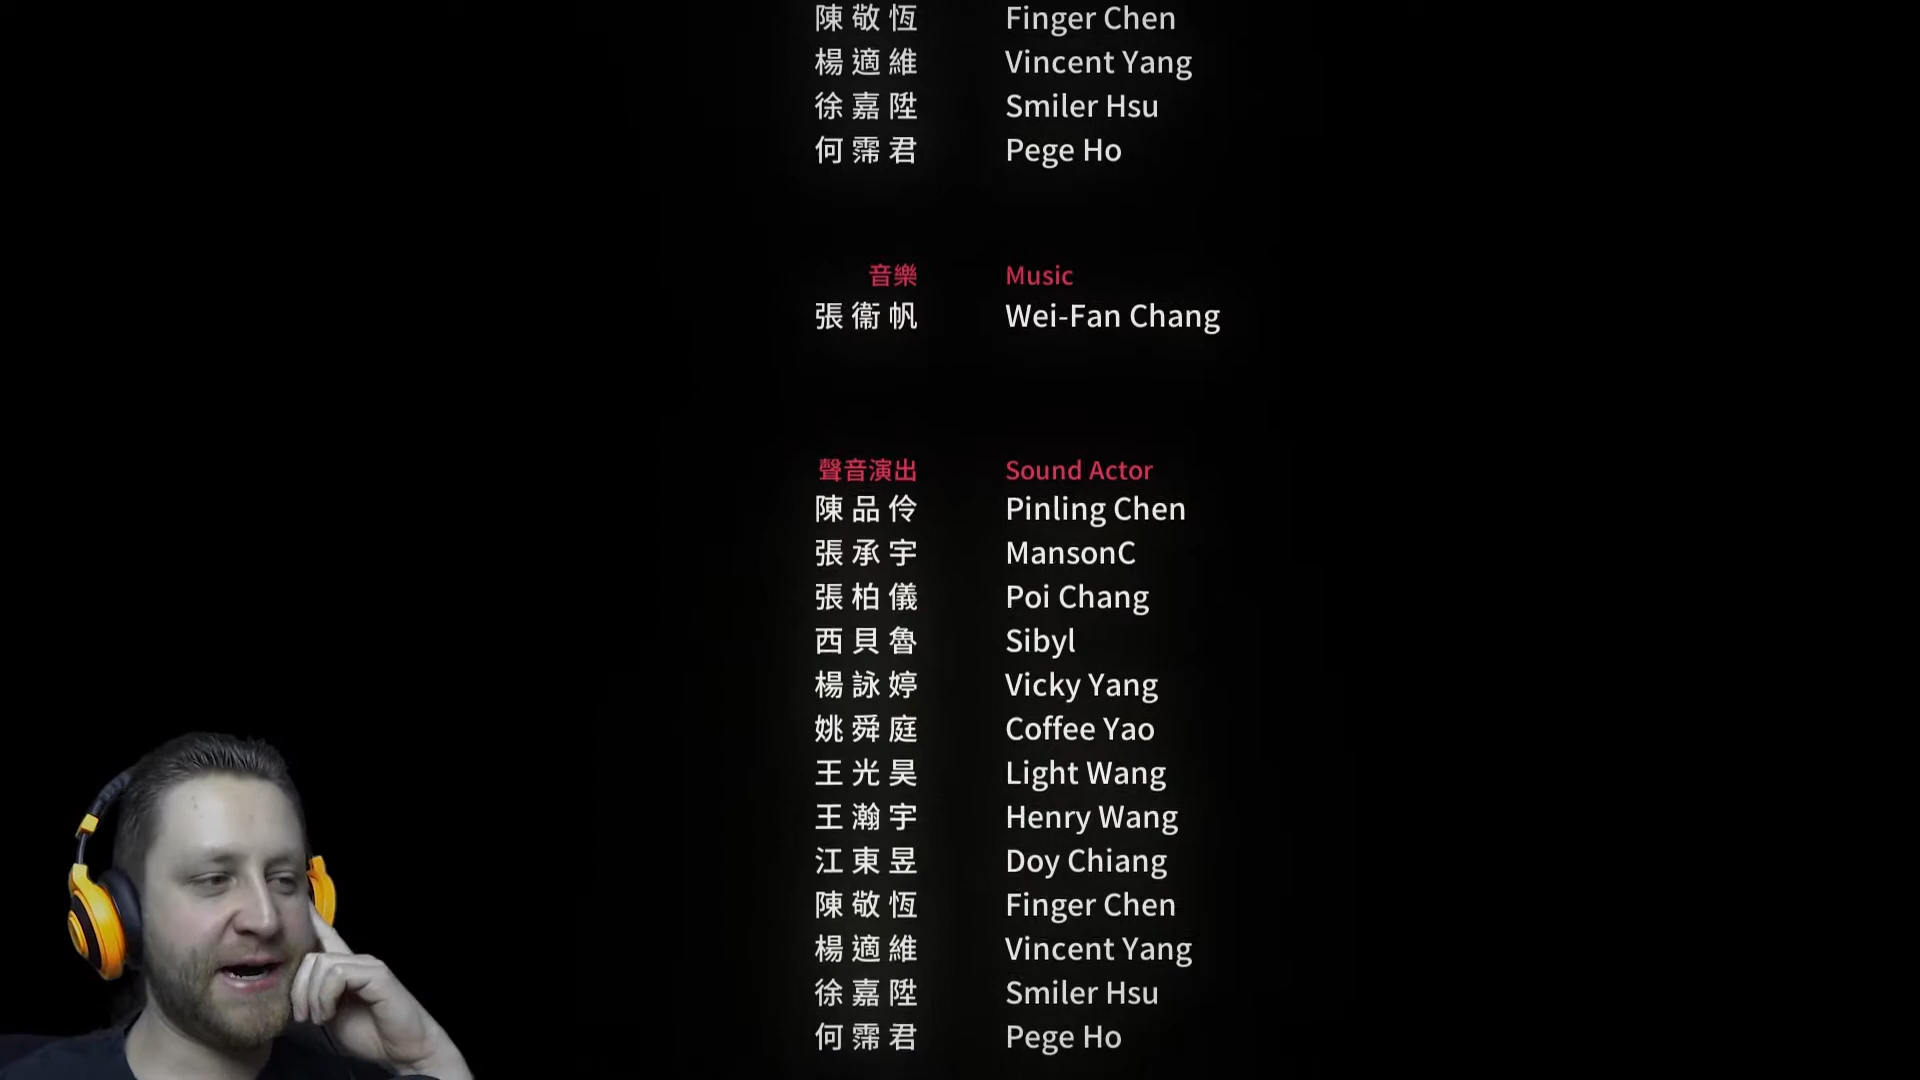 陳敬恆 Finger Chen
楊適維 Vincent Yang
徐嘉陞 Smiler Hsu
何霈君 Pege Ho
音樂 Music
張衞帆 Wei-Fan Chang
聲音演出 Sound Actor
陳品伶 Pinling Chen
張承宇 MansonC
張柏儀 Poi Chang
西貝魯 Sibyl
楊詠婷 Vicky Yang
姚舜庭 Coffee Yao
王光昊 Light Wang
王瀚宇 Henry Wang
江東昱 Doy Chiang
陳敬恆 Finger Chen
楊適維 Vincent Yang
徐嘉陞 Smiler Hsu
何霈君 Pege Ho